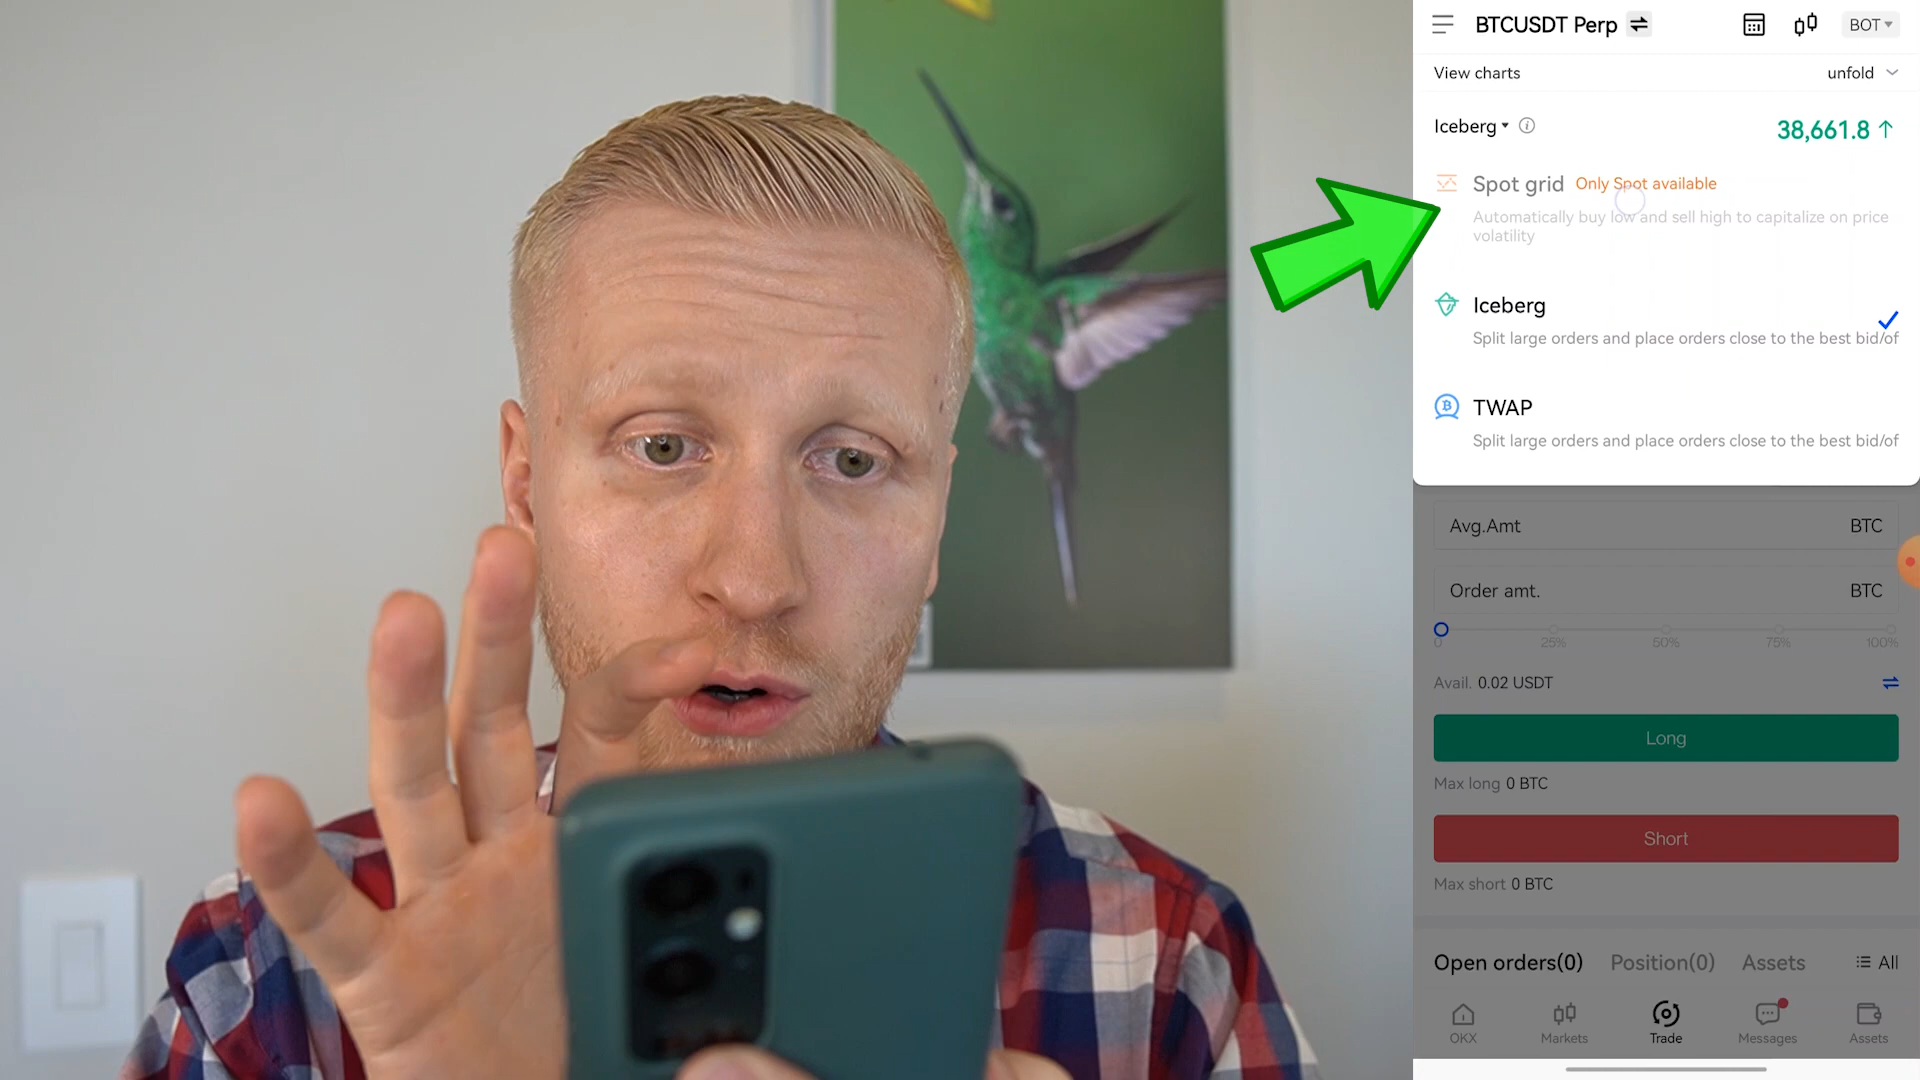 BTCUSDT Perp
BOT
View charts
unfold
Iceberg
38,661.8
Spot grid
Only Spot available
Automatically buy low and sell high to capitalize on price
volatility
Iceberg
Split large orders and place orders close to the best bid/of
TWAP
Split large orders and place orders close to the best bid/of
Avg.Amt
BTC
Order amt.
BTC
0
25%
50%
75%
100%
Avail. 0.02 USDT
Long
Max long 0 BTC
Short
Max short 0 BTC
Open orders(0)
Position(0)
Assets
All
OKX
Markets
Trade
Messages
Assets